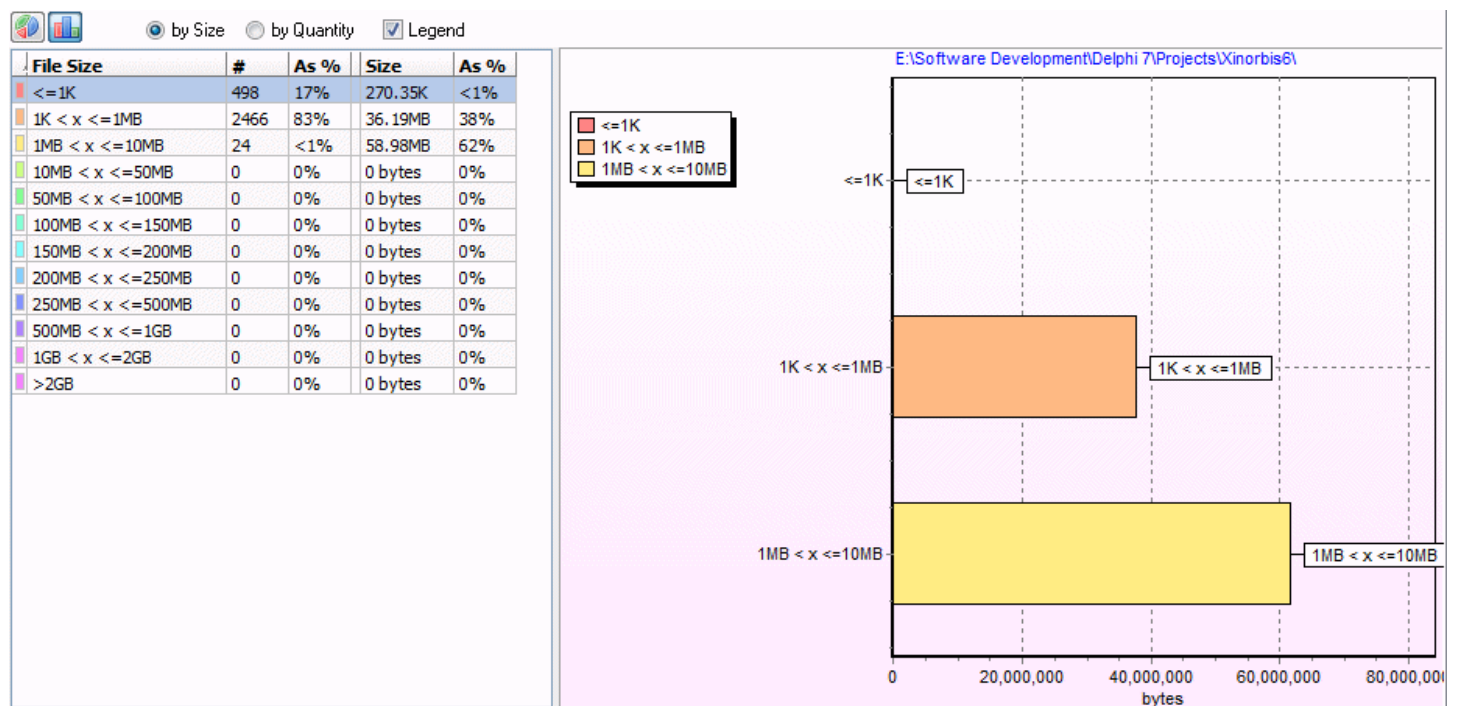 by Size by Quantity Legend
File Size # As % Size As %
<=1K 498 17% 270.35K <1%
1K < x <=1MB 2466 83% 36.19MB 38%
1MB < x <=10MB 24 <1% 58.98MB 62%
10MB < x <=50MB 0 0% 0 bytes 0%
50MB < x <=100MB 0 0% 0 bytes 0%
100MB < x <=150MB 0 0% 0 bytes 0%
150MB < x <=200MB 0 0% 0 bytes 0%
200MB < x <=250MB 0 0% 0 bytes 0%
250MB < x <=500MB 0 0% 0 bytes 0%
500MB < x <=1GB 0 0% 0 bytes 0%
1GB < x <=2GB 0 0% 0 bytes 0%
>2GB 0 0% 0 bytes 0%
E:\Software Development\Delphi 7\Projects\Xinorbis6\
<=1K
1K < x <=1MB
1MB < x <=10MB
<=1K <=1K
1K < x <=1MB 1K < x <=1MB
1MB < x <=10MB 1MB < x <=10MB
0 20,000,000 40,000,000 60,000,000
bytes